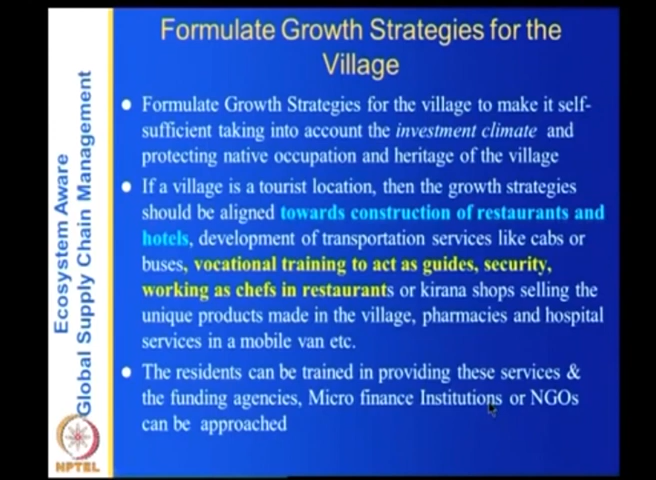 Formulate Growth Strategies for the
Village
Formulate Growth Strategies for the village to make it self-
sufficient taking into account the investment climate and
protecting native occupation and heritage of the village
If a village is a tourist location, then the growth strategies
should be aligned towards construction of restaurants and
hotels, development of transportation services like cabs or
buses, vocational training to act as guides, security,
working as chefs in restaurants or kirana shops selling the
unique products made in the village, pharmacies and hospital
services in a mobile van etc.
The residents can be trained in providing these services &
the funding agencies, Micro finance Institutions or NGOs
can be approached
Ecosystem Aware
Global Supply Chain Management
NPTEL